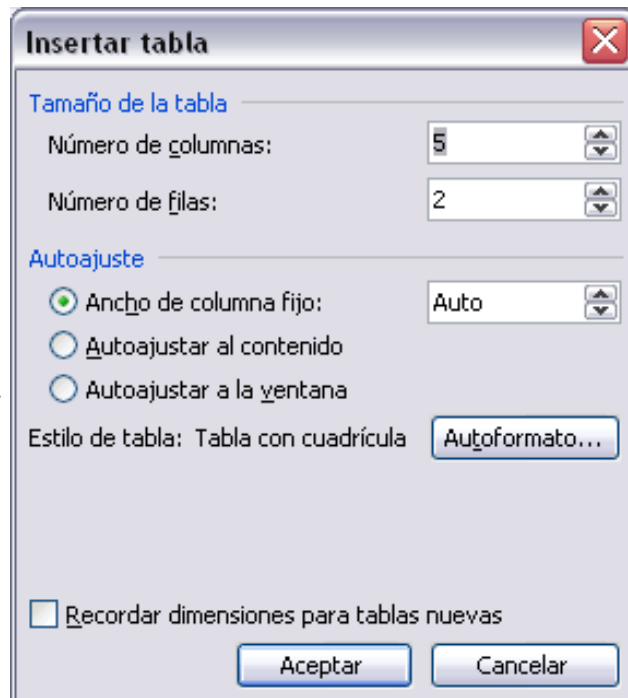 Insertar tabla
Tamaño de la tabla
Número de columnas: 5
Número de filas: 2
Autoajuste
Ancho de columna fijo: Auto
Autoajustar al contenido
Autoajustar a la ventana
Estilo de tabla: Tabla con cuadrícula Autoformato...
Recordar dimensiones para tablas nuevas
Aceptar Cancelar